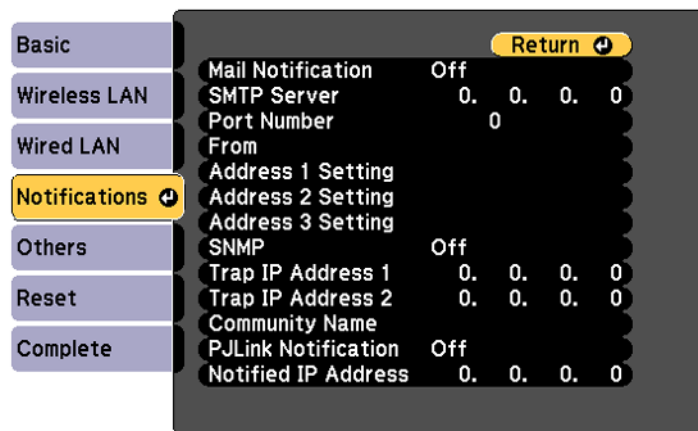 Basic
Wireless LAN
Wired LAN
Notifications
Others
Reset
Complete
Return
Mail Notification Off
SMTP Server 0. 0. 0. 0
Port Number 0
From
Address 1 Setting
Address 2 Setting
Address 3 Setting
SNMP Off
Trap IP Address 1 0. 0. 0. 0
Trap IP Address 2 0. 0. 0. 0
Community Name
PJLink Notification Off
Notified IP Address 0. 0. 0. 0